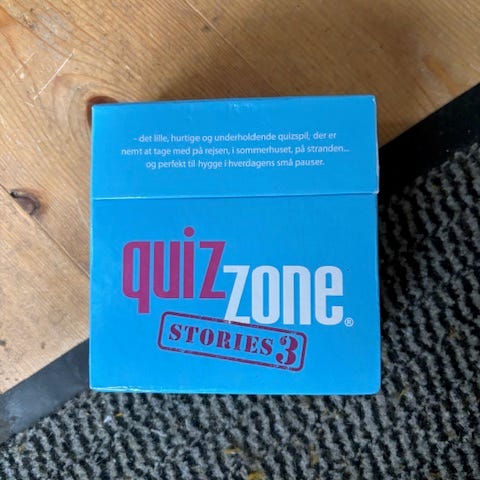 - det lille, hurtige og underholdende quizspil, der er
nemt at tage med på rejsen, i sommerhuset, på stranden...
og perfekt til hygge i hverdagens små pauser.
quiz
zone®
STORIES 3